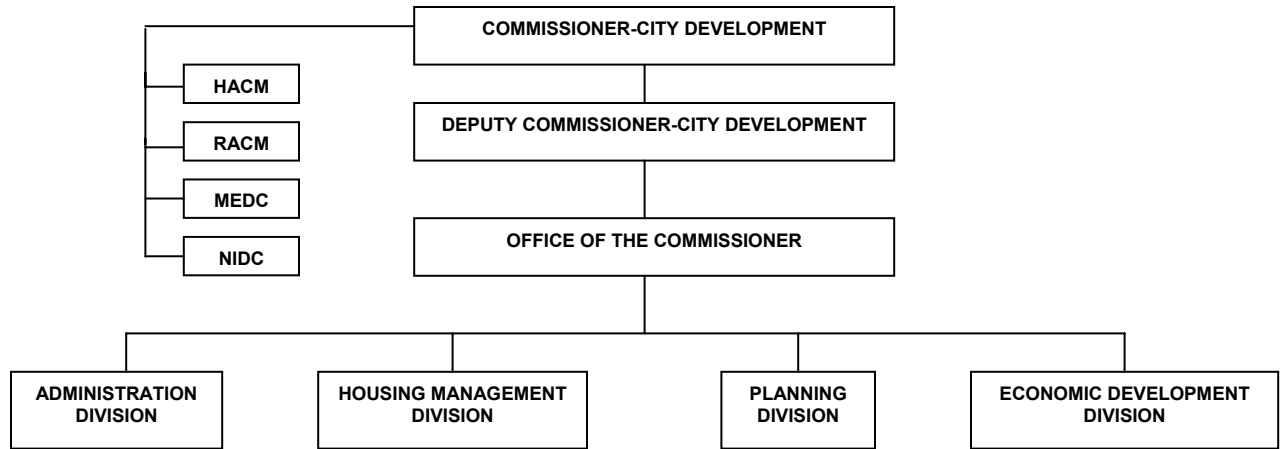 COMMISSIONER-CITY DEVELOPMENT
HACM
DEPUTY COMMISSIONER-CITY DEVELOPMENT
RACM
MEDC
OFFICE OF THE COMMISSIONER
NIDC
ADMINISTRATION
DIVISION
HOUSING MANAGEMENT
DIVISION
PLANNING
DIVISION
ECONOMIC DEVELOPMENT
DIVISION